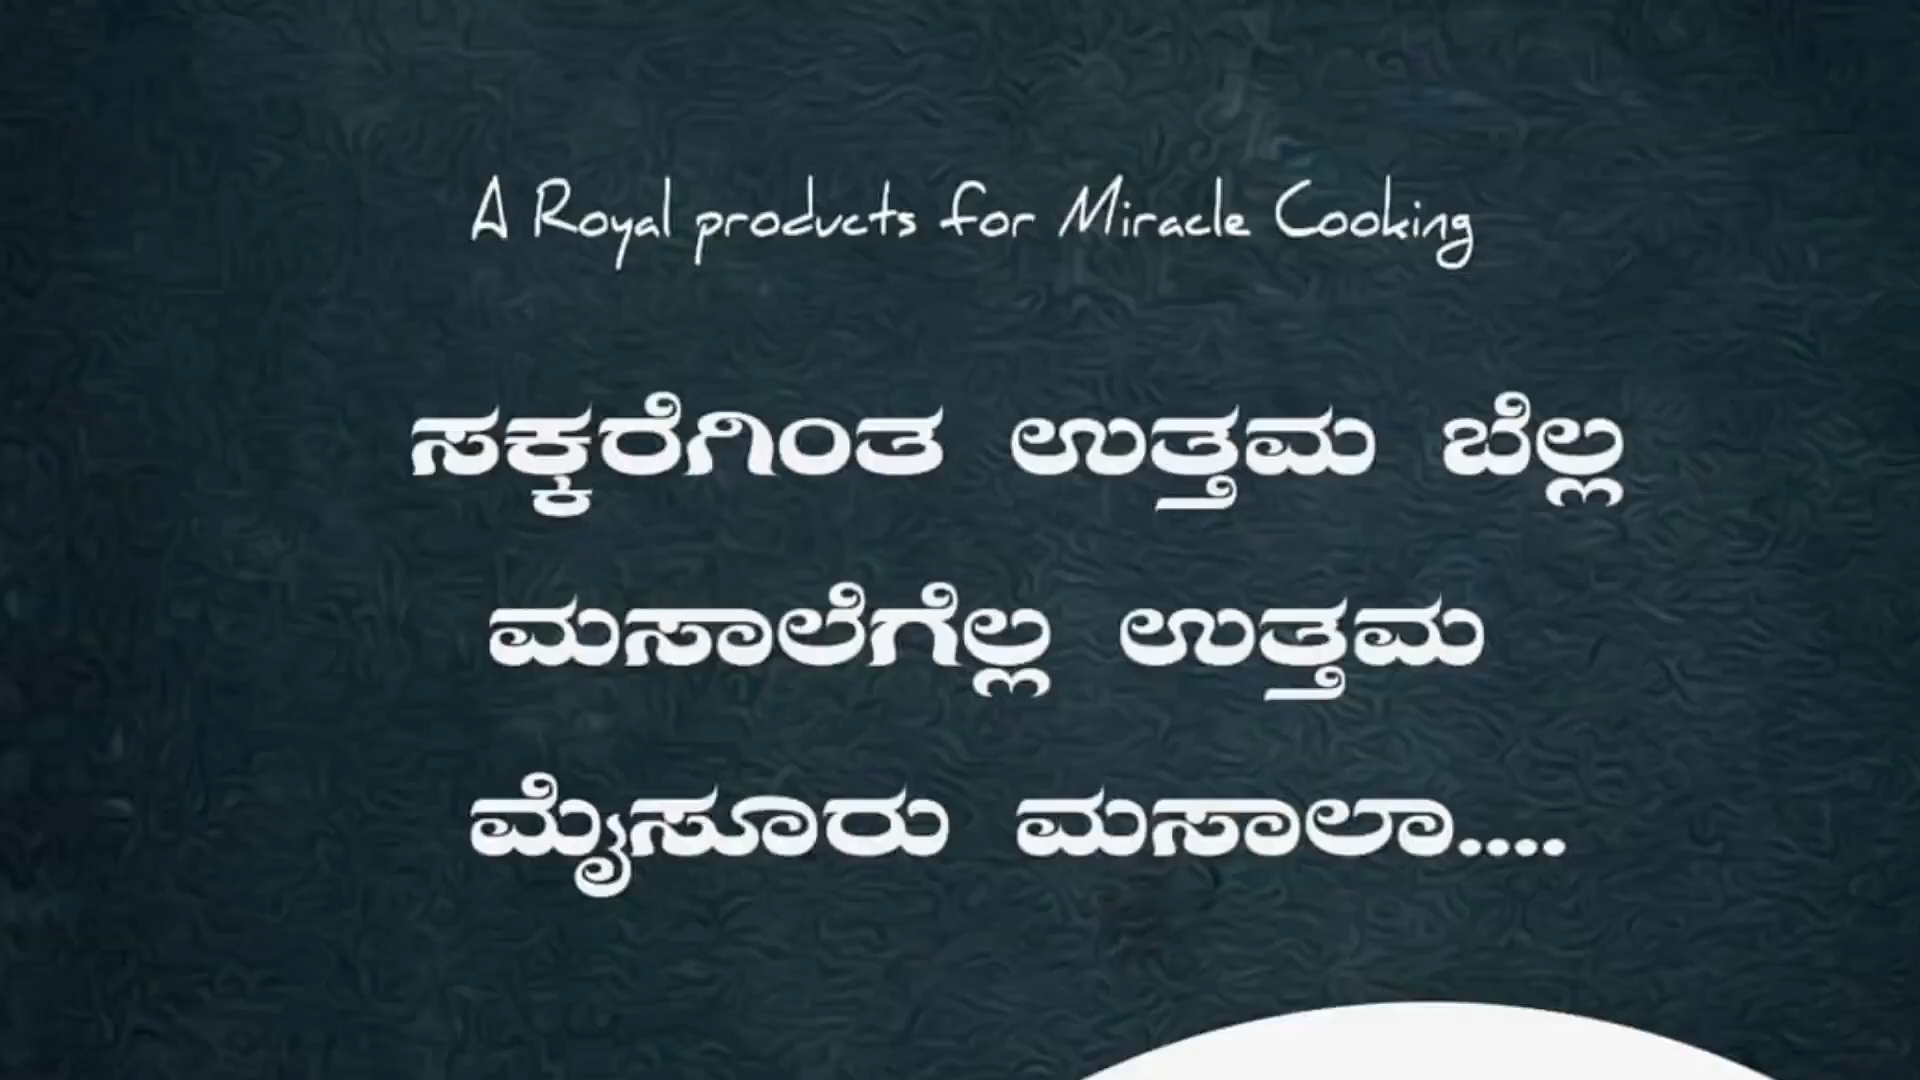 A Royal products for Miracle Cooking
ಸಕ್ಕರೆಗಿಂತ ಉತ್ತಮ ಬೆಲ್ಲ
ಮಸಾಲೆಗೆಲ್ಲ ಉತ್ತಮ
ಮೈಸೂರು ಮಸಾಲಾ....